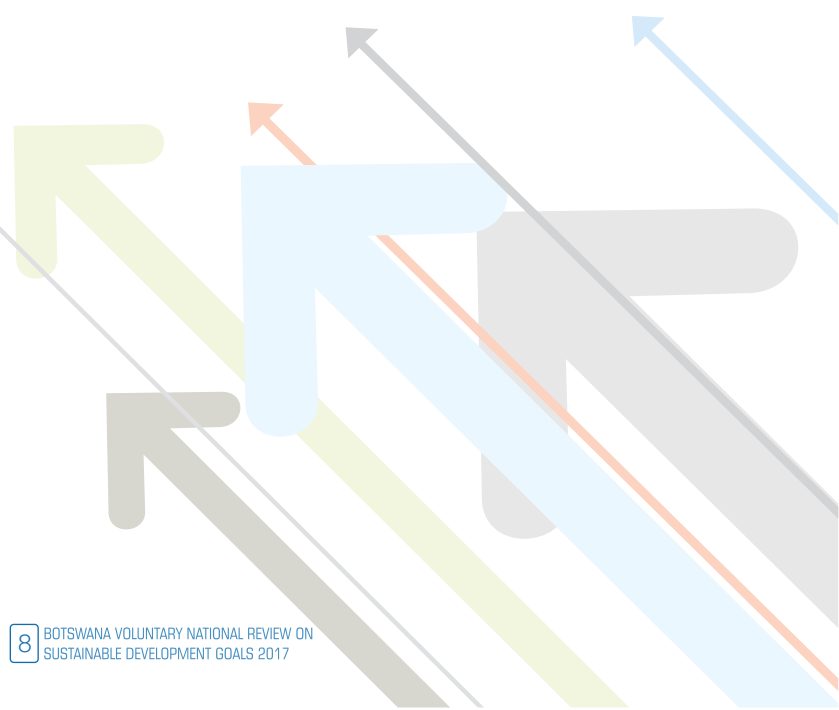 8
BOTSWANA VOLUNTARY NATIONAL REVIEW ON
SUSTAINABLE DEVELOPMENT GOALS 2017